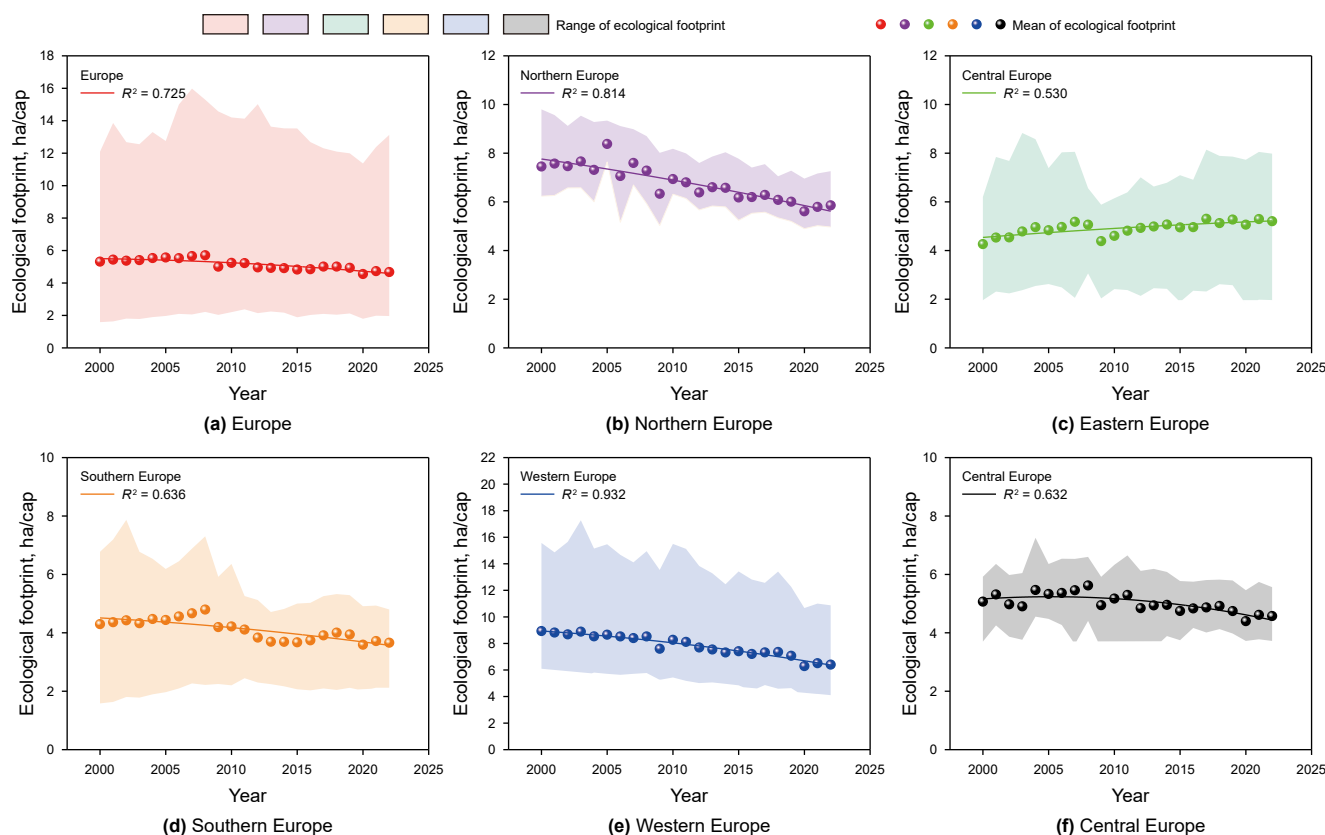 Range of ecological footprint
Mean of ecological footprint
Ecological footprint, ha/cap
18
16
14
12
10
8
6
4
2
0
Europe
R² = 0.725
2000 2005 2010 2015 2020 2025
Year
(a) Europe
Ecological footprint, ha/cap
12
10
8
6
4
2
0
Northern Europe
R² = 0.814
2000 2005 2010 2015 2020 2025
Year
(b) Northern Europe
Ecological footprint, ha/cap
12
10
8
6
4
2
0
Central Europe
R² = 0.530
2000 2005 2010 2015 2020 2025
Year
(c) Eastern Europe
Ecological footprint, ha/cap
10
8
6
4
2
0
Southern Europe
R² = 0.636
2000 2005 2010 2015 2020 2025
Year
(d) Southern Europe
Ecological footprint, ha/cap
22
20
18
16
14
12
10
8
6
4
2
0
Western Europe
R² = 0.932
2000 2005 2010 2015 2020 2025
Year
(e) Western Europe
Ecological footprint, ha/cap
10
8
6
4
2
0
Central Europe
R² = 0.632
2000 2005 2010 2015 2020 2025
Year
(f) Central Europe